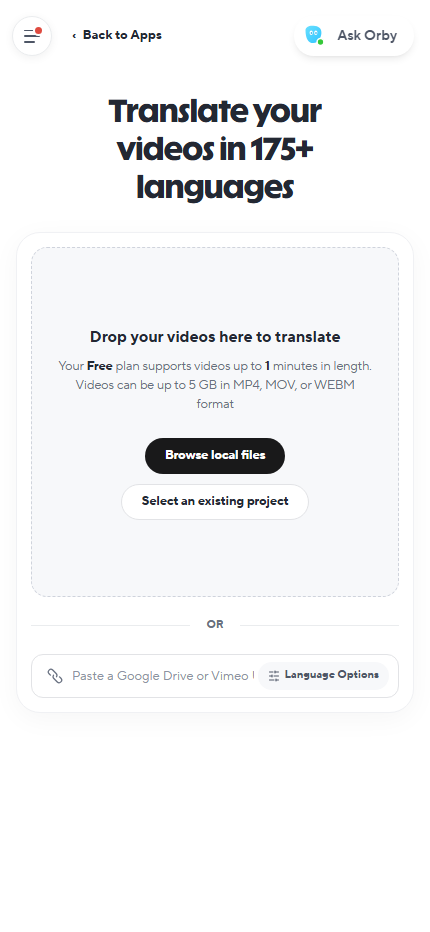 ‹ Back to Apps
Ask Orby
Translate your
videos in 175+
languages
Drop your videos here to translate
Your Free plan supports videos up to 1 minutes in length.
Videos can be up to 5 GB in MP4, MOV, or WEBM
format
Browse local files
Select an existing project
OR
Paste a Google Drive or Vimeo
Language Options